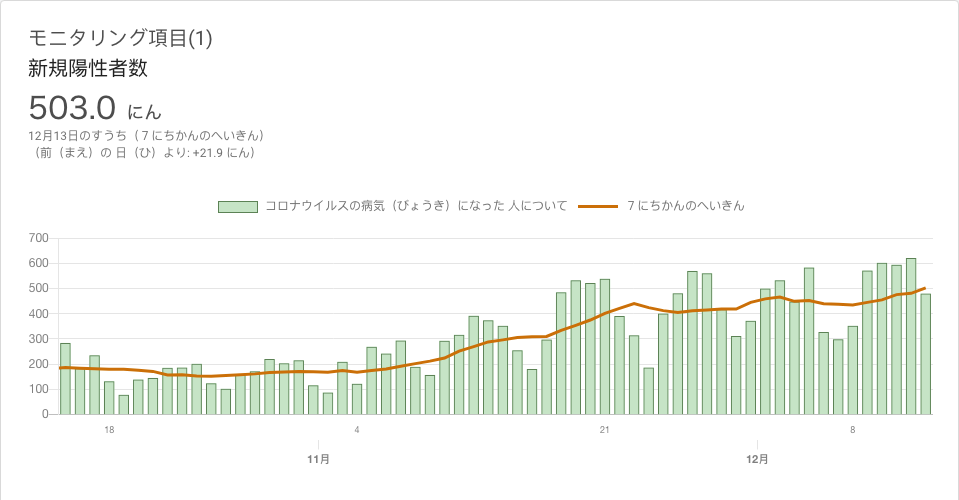 モニタリング項目(1)
新規陽性者数
503.0 にん
12月13日のすうち（７にちかんのへいきん）
（前（まえ）の 日（ひ）より: +21.9 にん）
コロナウイルスの病気（びょうき）になった 人について ７にちかんのへいきん
700
600
500
400
300
200
100
0
18 4 21 8
11月 12月